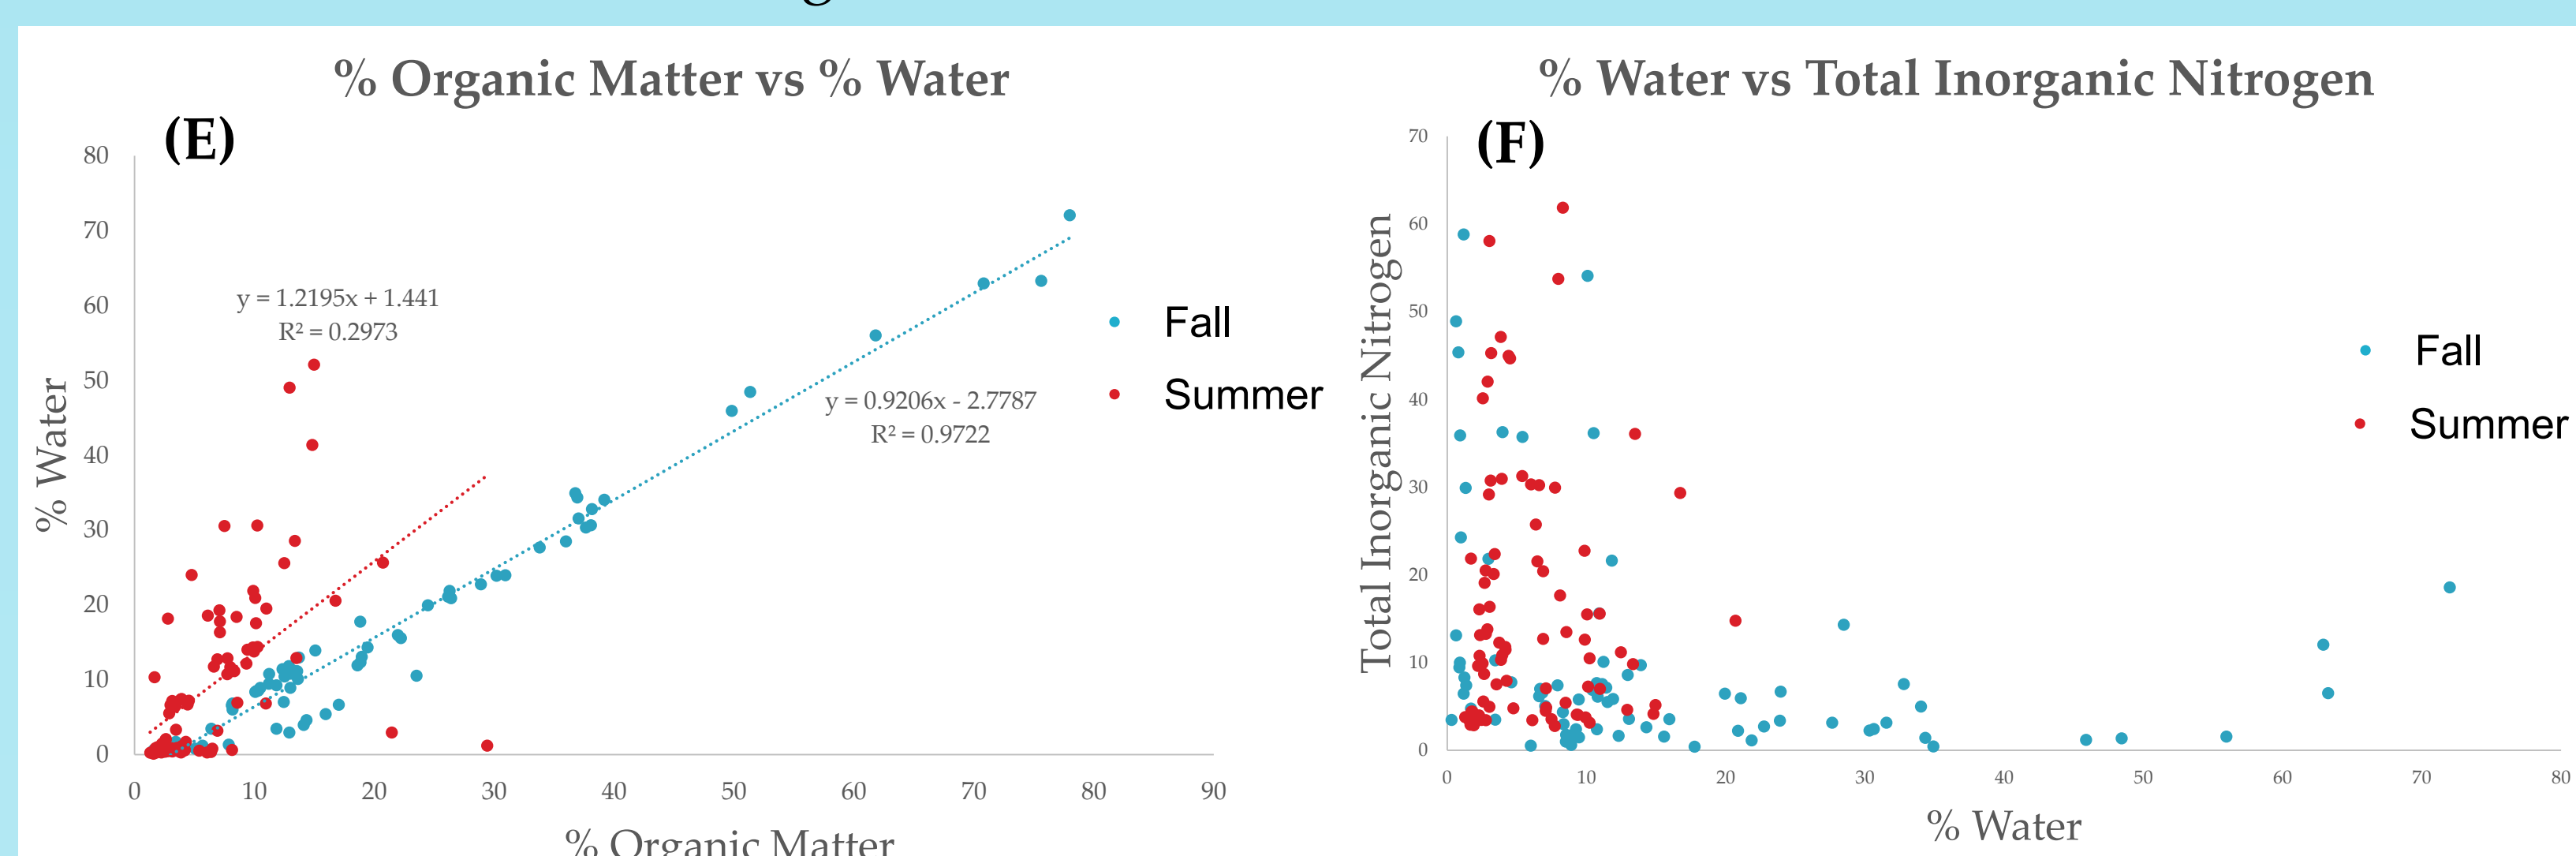 % Organic Matter vs % Water
(E)
80
70
60
50
40
30
20
10
0
% Water
y = 1.2195x + 1.441
R² = 0.2973
y = 0.9206x - 2.7787
R² = 0.9722
Fall
Summer
0 10 20 30 40 50 60 70 80 90
% Organic Matter
% Water vs Total Inorganic Nitrogen
(F)
70
60
50
40
30
20
10
0
Total Inorganic Nitrogen
Fall
Summer
0 10 20 30 40 50 60 70 80
% Water